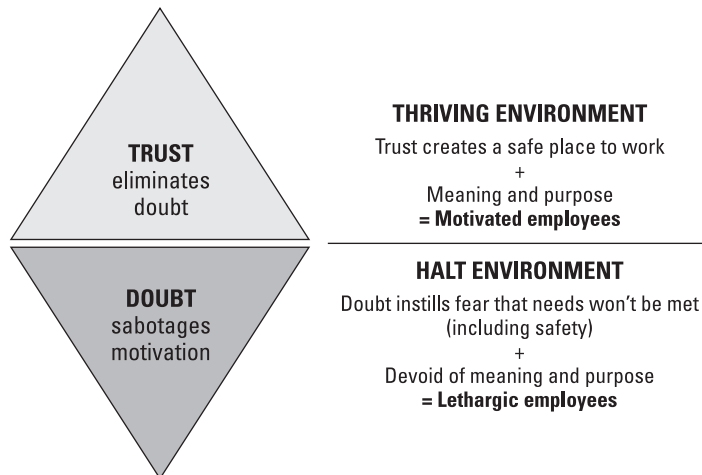 TRUST
eliminates
doubt
THRIVING ENVIRONMENT
Trust creates a safe place to work
+
Meaning and purpose
= Motivated employees
DOUBT
sabotages
motivation
HALT ENVIRONMENT
Doubt instills fear that needs won't be met
(including safety)
+
Devoid of meaning and purpose
= Lethargic employees